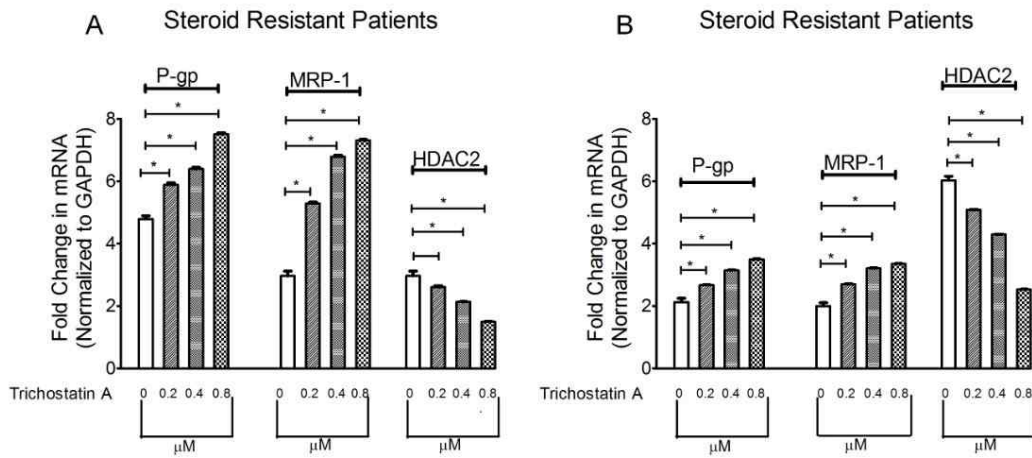 A
Steroid Resistant Patients
P-gp
MRP-1
HDAC2
* * *
* * *
* *
Fold Change in mRNA
(Normalized to GAPDH)
8
6
4
2
0
Trichostatin A
0 0.2 0.4 0.8
0 0.2 0.4 0.8
0 0.2 0.4 0.8
μM
μM
μM
B
Steroid Resistant Patients
P-gp
MRP-1
HDAC2
* * *
* * *
* * *
Fold Change in mRNA
(Normalized to GAPDH)
8
6
4
2
0
Trichostatin A
0 0.2 0.4 0.8
0 0.2 0.4 0.8
0 0.2 0.4 0.8
μM
μM
μM